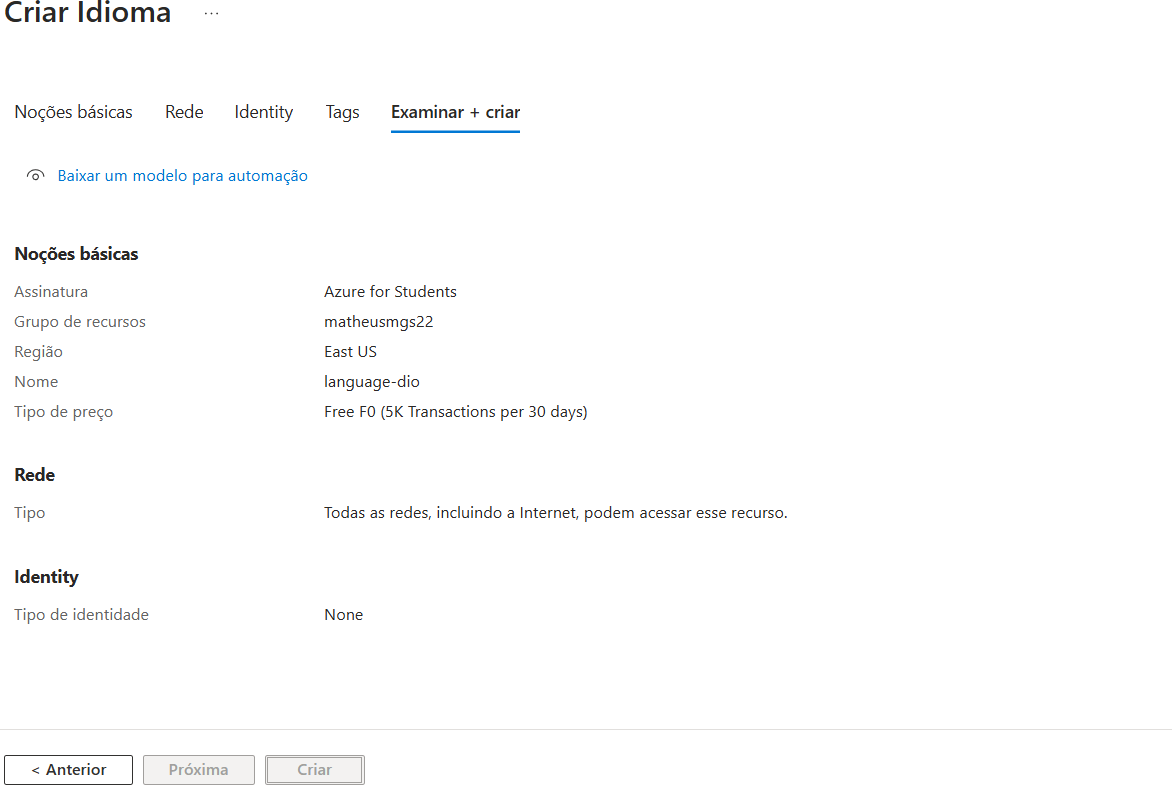 Criar Idioma ...
Noções básicas Rede Identity Tags Examinar + criar
Baixar um modelo para automação
Noções básicas
Assinatura Azure for Students
Grupo de recursos matheusmgs22
Região East US
Nome language-dio
Tipo de preço Free F0 (5K Transactions per 30 days)
Rede
Tipo Todas as redes, incluindo a Internet, podem acessar esse recurso.
Identity
Tipo de identidade None
< Anterior Próxima Criar